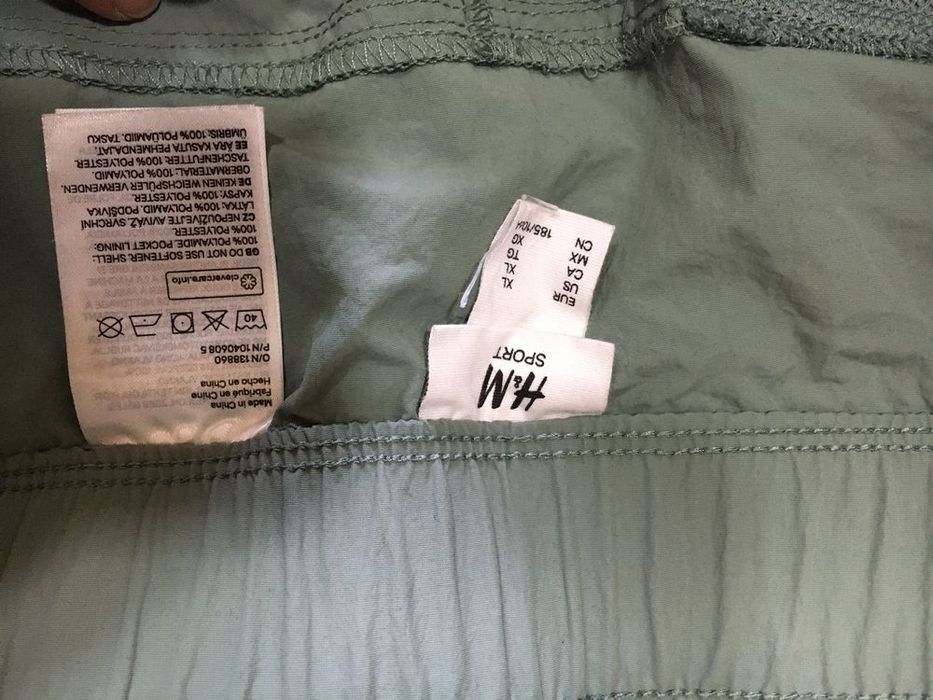 Made in China
Fabriqué en Chine
Hecho en China
O/N 138860
P/N 1040608 5
40
clevercare.info
GB DO NOT USE SOFTENER: SHELL:
100% POLYAMIDE. POCKET LINING:
100% POLYESTER.
CZ NEPOUŽÍVEJTE AVIVÁŽ. SVRCHNÍ
LÁTKA: 100% POLYAMID. PODŠÍVKA
KAPSY: 100% POLYESTER.
DE KEINEN WEICHSPÜLER VERWENDEN.
OBERMATERIAL: 100% POLYAMID.
TASCHENFUTTER: 100% POLYESTER.
EE ÄRA KASUTA PEHMENDAJAT.
ÜMBRIS: 100% POLÜAMIID. TASKU
H&M
SPORT
EUR XL
US XL
CA TG
MX XG
CN